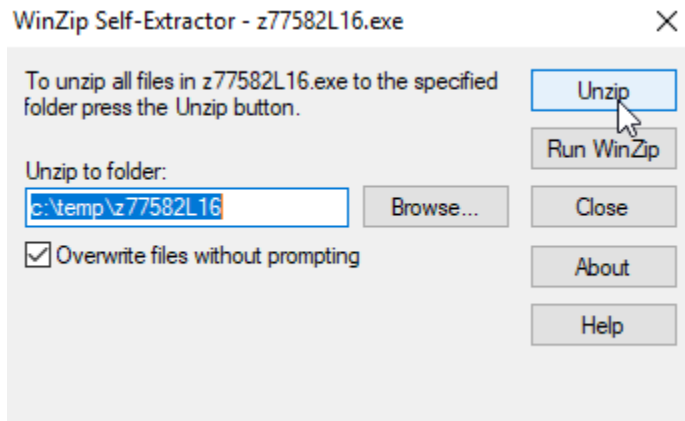 WinZip Self-Extractor - z77582L16.exe
To unzip all files in z77582L16.exe to the specified
folder press the Unzip button.
Unzip
Run WinZip
Unzip to folder:
c:\temp\z77582L16
Browse...
Close
Overwrite files without prompting
About
Help